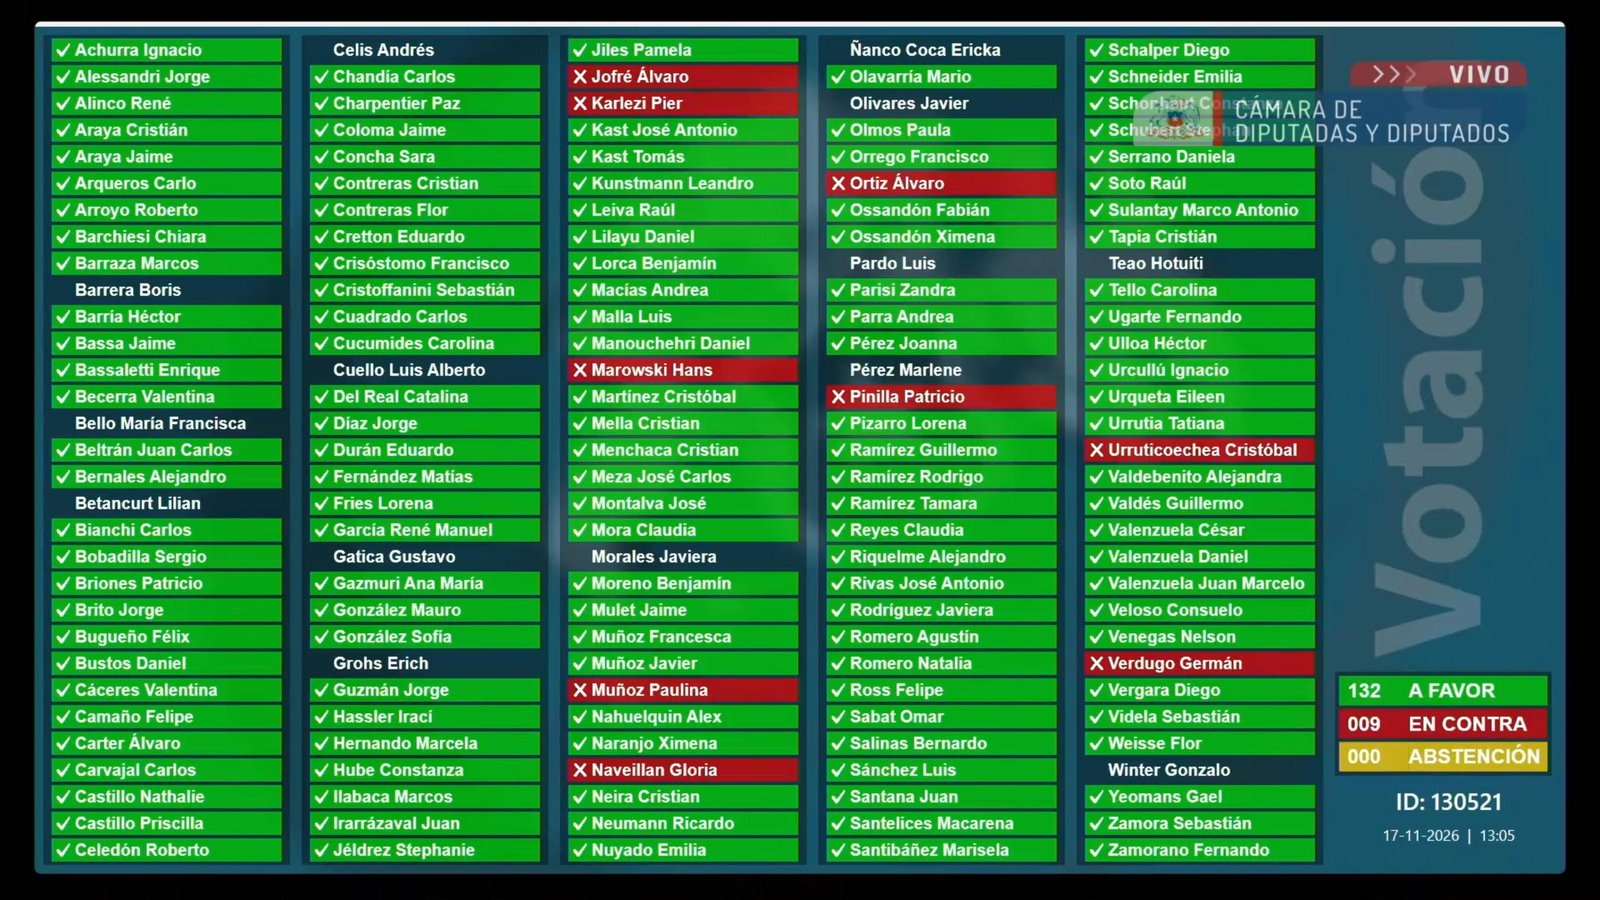 ✓ Achurra Ignacio
✓ Alessandri Jorge
✓ Alinco René
✓ Araya Cristián
✓ Araya Jaime
✓ Arqueros Carlo
✓ Arroyo Roberto
✓ Barchiesi Chiara
✓ Barraza Marcos
Barrera Boris
✓ Barría Héctor
✓ Bassa Jaime
✓ Bassaletti Enrique
✓ Becerra Valentina
Bello María Francisca
✓ Beltrán Juan Carlos
✓ Bernales Alejandro
Betancurt Lilian
✓ Bianchi Carlos
✓ Bobadilla Sergio
✓ Briones Patricio
✓ Brito Jorge
✓ Bugueño Félix
✓ Bustos Daniel
✓ Cáceres Valentina
✓ Camaño Felipe
✓ Carter Álvaro
✓ Carvajal Carlos
✓ Castillo Nathalie
✓ Castillo Priscilla
✓ Celedón Roberto
Celis Andrés
✓ Chandía Carlos
✓ Charpentier Paz
✓ Coloma Jaime
✓ Concha Sara
✓ Contreras Cristian
✓ Contreras Flor
✓ Cretton Eduardo
✓ Crisóstomo Francisco
✓ Cristoffanini Sebastián
✓ Cuadrado Carlos
✓ Cucumides Carolina
Cuello Luis Alberto
✓ Del Real Catalina
✓ Díaz Jorge
✓ Durán Eduardo
✓ Fernández Matías
✓ Fries Lorena
✓ García René Manuel
Gatica Gustavo
✓ Gazmuri Ana María
✓ González Mauro
✓ González Sofía
Grohs Erich
✓ Guzmán Jorge
✓ Hassler Irací
✓ Hernando Marcela
✓ Hube Constanza
✓ Ilabaca Marcos
✓ Irarrázaval Juan
✓ Jéldrez Stephanie
✓ Jiles Pamela
X Jofré Álvaro
X Karlezi Pier
✓ Kast José Antonio
✓ Kast Tomás
✓ Kunstmann Leandro
✓ Leiva Raúl
✓ Lilayu Daniel
✓ Lorca Benjamín
✓ Macías Andrea
✓ Malla Luis
✓ Manouchehri Daniel
X Marowski Hans
✓ Martínez Cristóbal
✓ Mella Cristian
✓ Menchaca Cristian
✓ Meza José Carlos
✓ Montalva José
✓ Mora Claudia
Morales Javiera
✓ Moreno Benjamín
✓ Mulet Jaime
✓ Muñoz Francesca
✓ Muñoz Javier
X Muñoz Paulina
✓ Nahuelquin Alex
✓ Naranjo Ximena
X Naveillan Gloria
✓ Neira Cristian
✓ Neumann Ricardo
✓ Nuyado Emilia
Ñanco Coca Ericka
✓ Olavarría Mario
Olivares Javier
✓ Olmos Paula
✓ Orrego Francisco
X Ortiz Álvaro
✓ Ossandón Fabián
✓ Ossandón Ximena
Pardo Luis
✓ Parisi Zandra
✓ Parra Andrea
✓ Pérez Joanna
Pérez Marlene
X Pinilla Patricio
✓ Pizarro Lorena
✓ Ramírez Guillermo
✓ Ramírez Rodrigo
✓ Ramírez Tamara
✓ Reyes Claudia
✓ Riquelme Alejandro
✓ Rivas José Antonio
✓ Rodríguez Javiera
✓ Romero Agustín
✓ Romero Natalia
✓ Ross Felipe
✓ Sabat Omar
✓ Salinas Bernardo
✓ Sánchez Luis
✓ Santana Juan
✓ Santelices Macarena
✓ Santibáñez Marisela
✓ Schalper Diego
✓ Schneider Emilia
✓
✓ Schubert
✓ Serrano Daniela
✓ Soto Raúl
✓ Sulantay Marco Antonio
✓ Tapia Cristián
Teao Hotuiti
✓ Tello Carolina
✓ Ugarte Fernando
✓ Ulloa Héctor
✓ Urcullú Ignacio
✓ Urqueta Eileen
✓ Urrutia Tatiana
X Urruticoechea Cristóbal
✓ Valdebenito Alejandra
✓ Valdés Guillermo
✓ Valenzuela César
✓ Valenzuela Daniel
✓ Valenzuela Juan Marcelo
✓ Veloso Consuelo
✓ Venegas Nelson
X Verdugo Germán
✓ Vergara Diego
✓ Videla Sebastián
✓ Weisse Flor
Winter Gonzalo
✓ Yeomans Gael
✓ Zamora Sebastián
✓ Zamorano Fernando
>>> VIVO
CÁMARA DE
DIPUTADAS Y DIPUTADOS
Votación
132 A FAVOR
009 EN CONTRA
000 ABSTENCIÓN
ID: 130521
17-11-2026 | 13:05